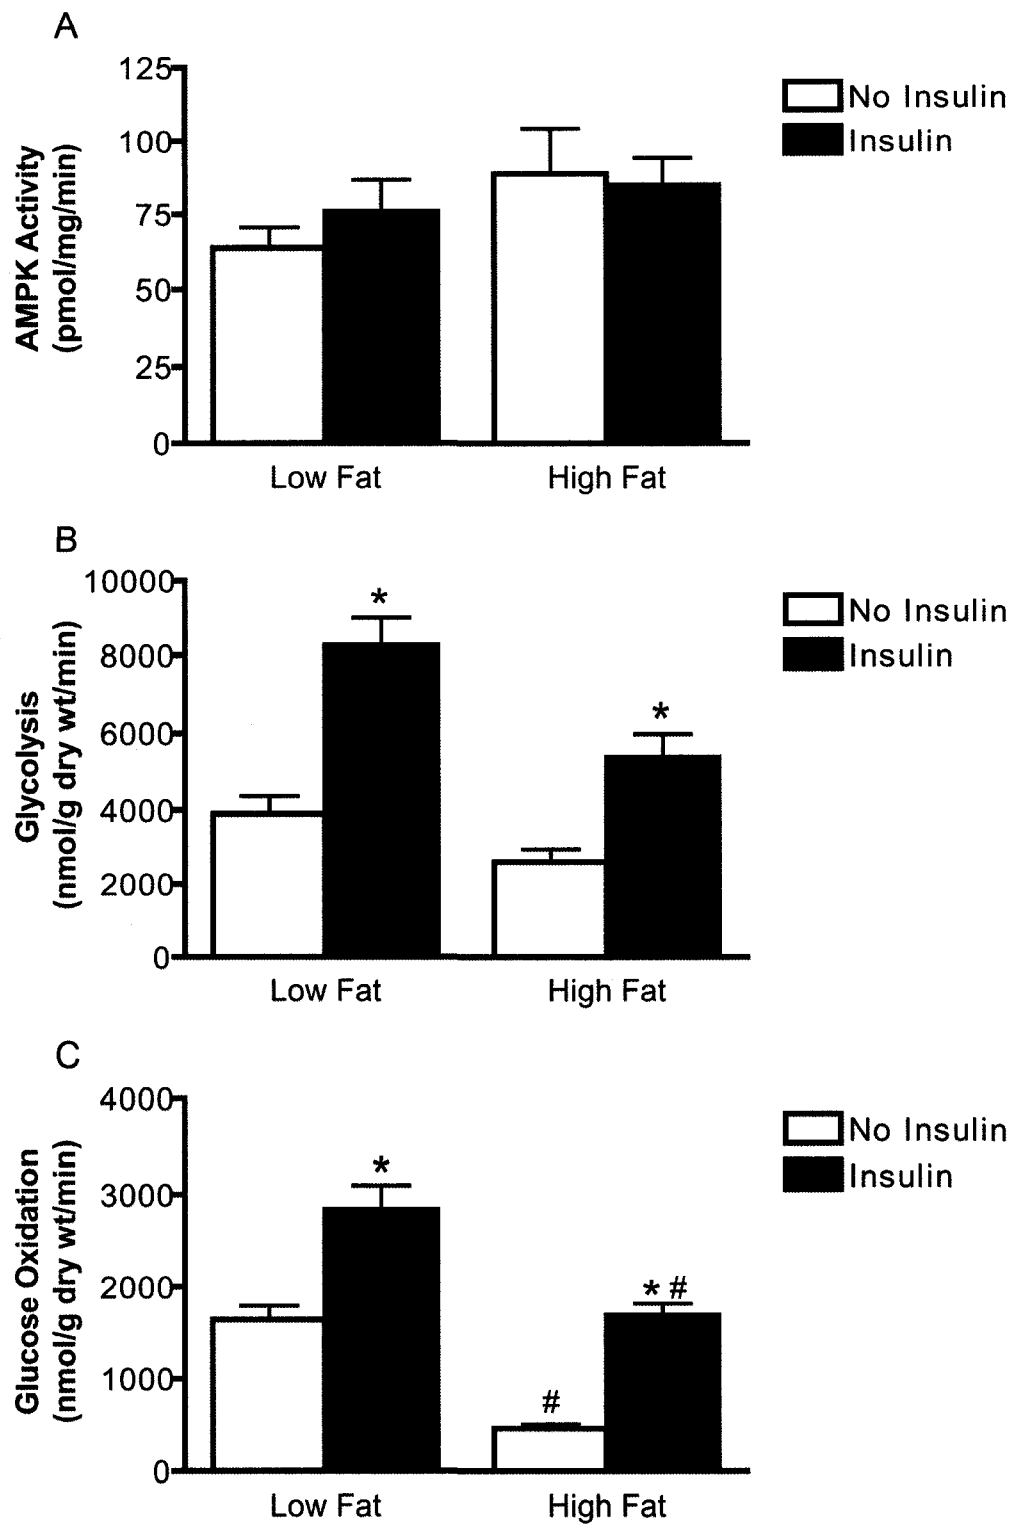 A
AMPK Activity
(pmol/mg/min)
125
100
75
50
25
0
Low Fat
High Fat
No Insulin
Insulin
B
Glycolysis
(nmol/g dry wt/min)
10000
8000
6000
4000
2000
0
*
*
Low Fat
High Fat
No Insulin
Insulin
C
Glucose Oxidation
(nmol/g dry wt/min)
4000
3000
2000
1000
0
*
#
* #
Low Fat
High Fat
No Insulin
Insulin